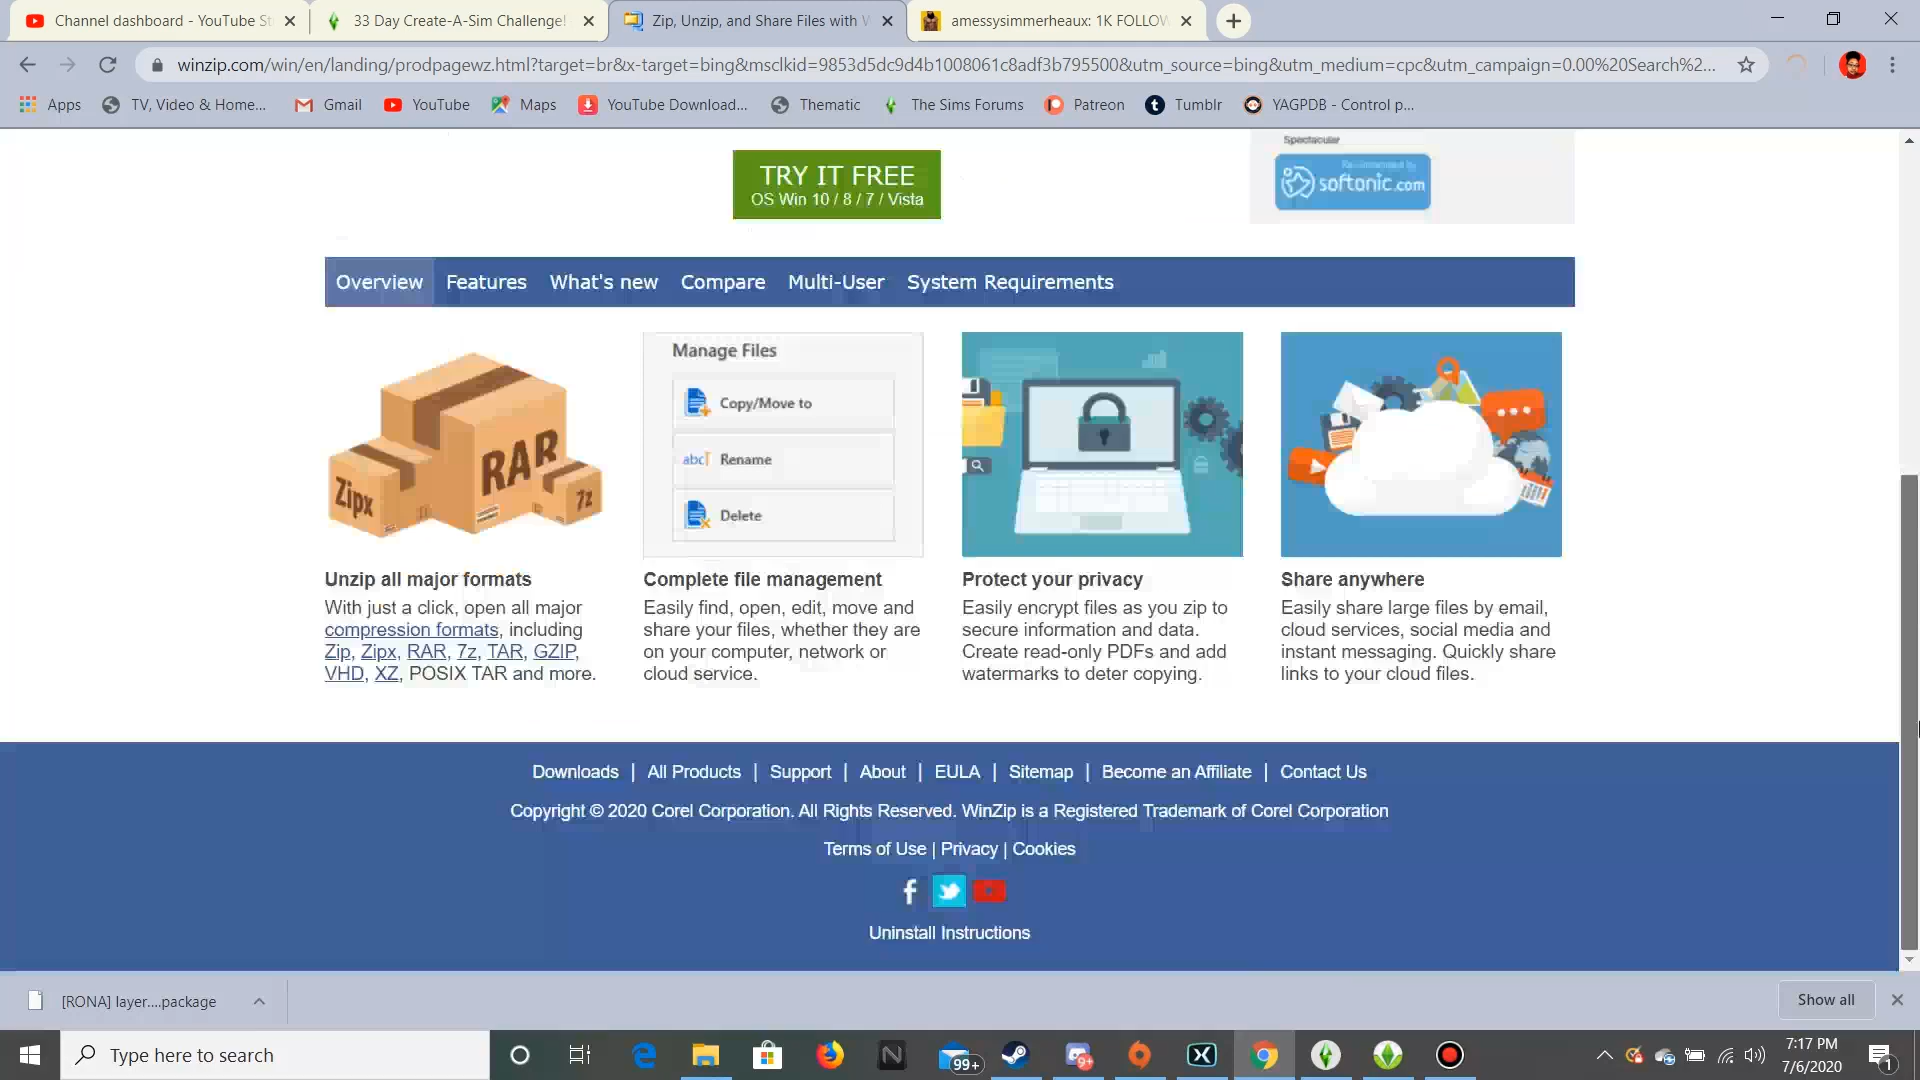 Channel dashboard - YouTube St
33 Day Create-A-Sim Challenge!
Zip, Unzip, and Share Files with W
amessysimmerheaux: 1K FOLLOW
winzip.com/win/en/landing/prodpagewz.html?target=br&x-target=bing&msclkid=9853d5dc9d4b1008061c8adf3b795500&utm_source=bing&utm_medium=cpc&utm_campaign=0.00%20Search%2...
Apps
TV, Video & Home...
Gmail
YouTube
Maps
YouTube Download...
Thematic
The Sims Forums
Patreon
Tumblr
YAGPDB - Control p...
Spectacular
TRY IT FREE
OS Win 10 / 8 / 7 / Vista
Recommended by
softonic.com
Overview
Features
What's new
Compare
Multi-User
System Requirements
Zipx
RAR
7z
Manage Files
Copy/Move to
abc Rename
Delete
Unzip all major formats
With just a click, open all major
compression formats, including
Zip, Zipx, RAR, 7z, TAR, GZIP,
VHD, XZ, POSIX TAR and more.
Complete file management
Easily find, open, edit, move and
share your files, whether they are
on your computer, network or
cloud service.
Protect your privacy
Easily encrypt files as you zip to
secure information and data.
Create read-only PDFs and add
watermarks to deter copying.
Share anywhere
Easily share large files by email,
cloud services, social media and
instant messaging. Quickly share
links to your cloud files.
Downloads | All Products | Support | About | EULA | Sitemap | Become an Affiliate | Contact Us
Copyright © 2020 Corel Corporation. All Rights Reserved. WinZip is a Registered Trademark of Corel Corporation
Terms of Use | Privacy | Cookies
Uninstall Instructions
[RONA] layer....package
Show all
Type here to search
99+
9+
7:17 PM
7/6/2020
1